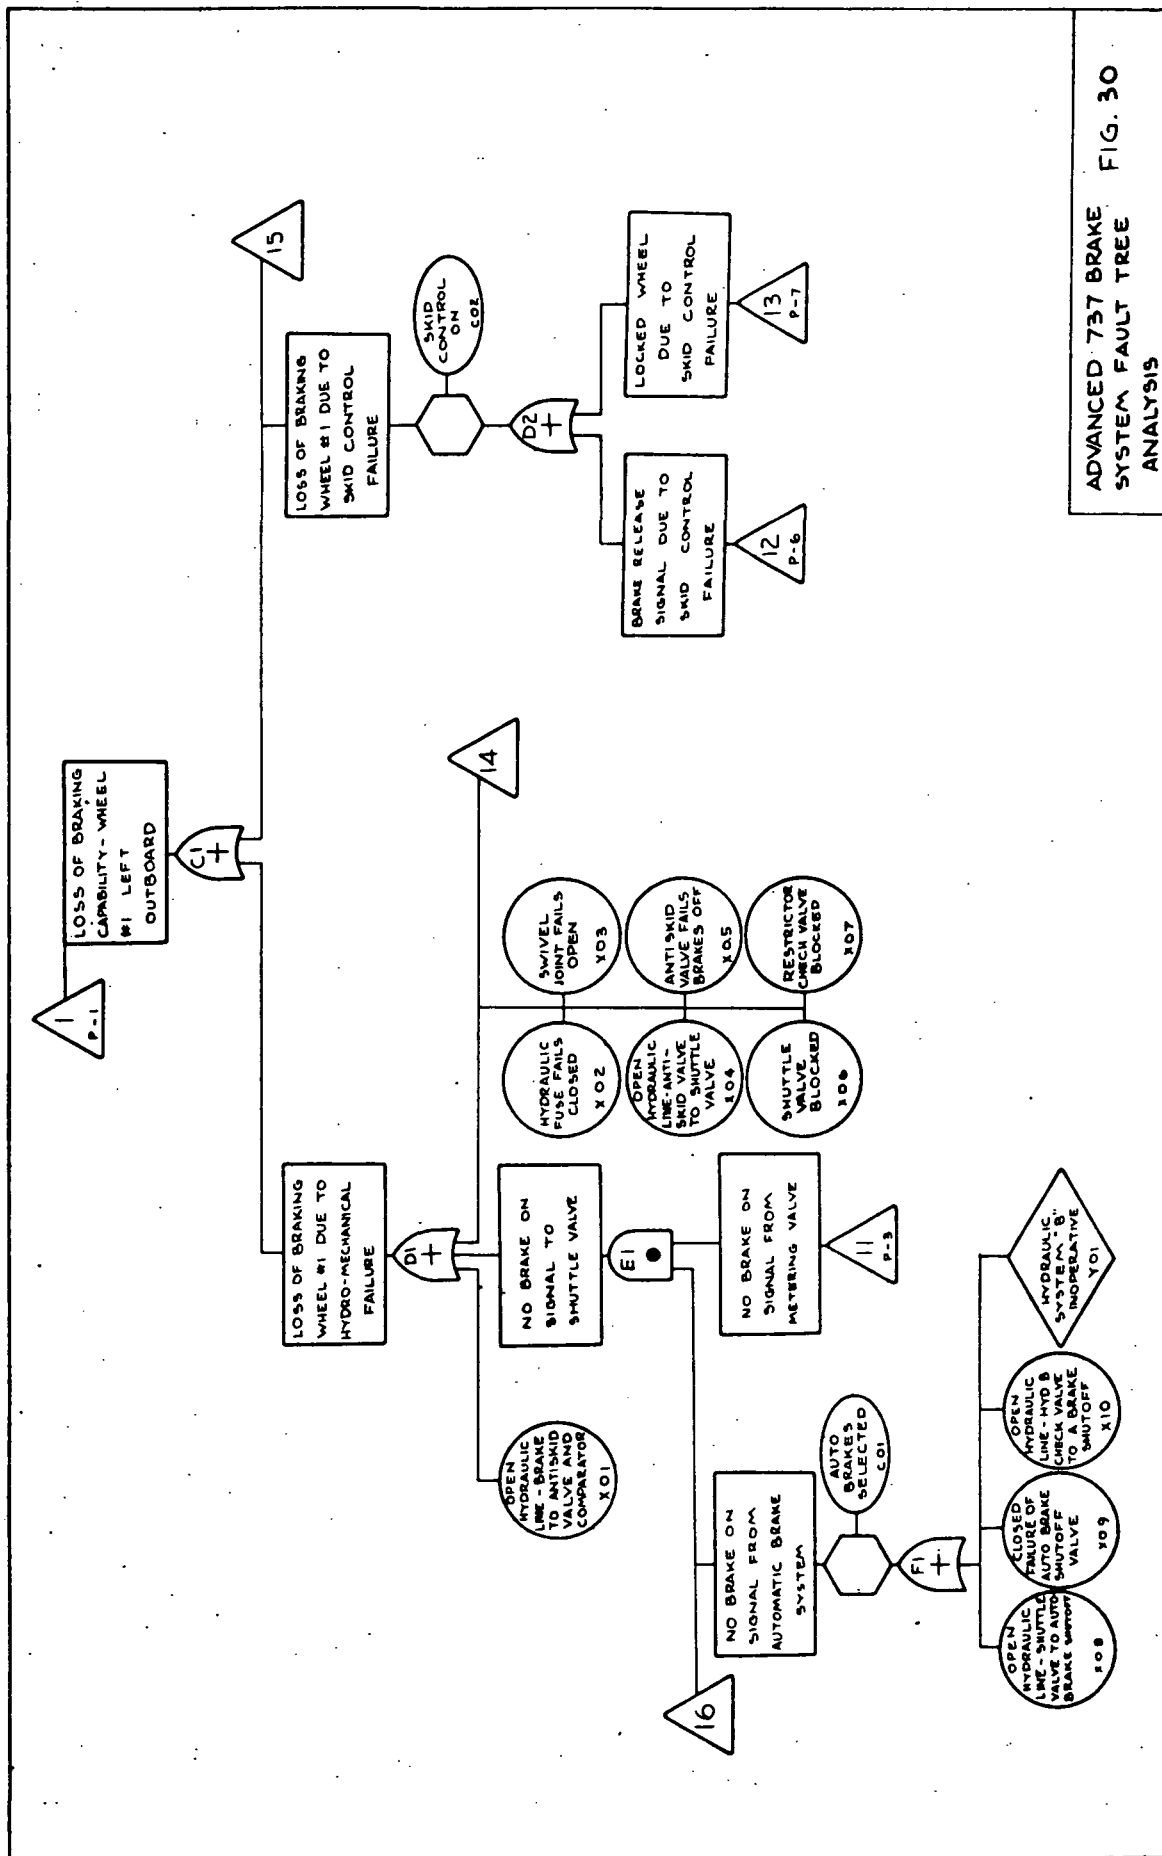 1
P-1
LOSS OF BRAKING
CAPABILITY - WHEEL
#1 LEFT
OUTBOARD
C1
+
15
LOSS OF BRAKING
WHEEL #1 DUE TO
HYDRO-MECHANICAL
FAILURE
LOSS OF BRAKING
WHEEL #1 DUE TO
SKID CONTROL
FAILURE
D1
+
SKID
CONTROL
ON
C02
14
D2
+
OPEN
HYDRAULIC
LINE - BRAKE
TO ANTISKID
VALVE AND
COMPARATOR
X01
NO BRAKE ON
SIGNAL TO
SHUTTLE VALVE
HYDRAULIC
FUSE FAILS
CLOSED
X02
SWIVEL
JOINT FAILS
OPEN
X03
OPEN
HYDRAULIC
LINE-ANTI-
SKID VALVE
TO SHUTTLE
VALVE
X04
ANTISKID
VALVE FAILS
BRAKES OFF
X05
SHUTTLE
VALVE
BLOCKED
X06
RESTRICTOR
CHECK VALVE
BLOCKED
X07
BRAKE RELEASE
SIGNAL DUE TO
SKID CONTROL
FAILURE
12
P-6
LOCKED WHEEL
DUE TO
SKID CONTROL
FAILURE
13
P-7
E1
16
NO BRAKE ON
SIGNAL FROM
AUTOMATIC BRAKE
SYSTEM
NO BRAKE ON
SIGNAL FROM
METERING VALVE
11
P-3
AUTO
BRAKES
SELECTED
C01
F1
+
OPEN
HYDRAULIC
LINE - SHUTTLE
VALVE TO AUTO
BRAKE SHUTOFF
X08
CLOSED
FAILURE OF
AUTO BRAKE
SHUTOFF
VALVE
X09
OPEN
HYDRAULIC
LINE - HYD B
CHECK VALVE
TO A BRAKE
SHUTOFF
X10
HYDRAULIC
SYSTEM "B"
INOPERATIVE
Y01
ADVANCED 737 BRAKE FIG. 30
SYSTEM FAULT TREE
ANALYSIS